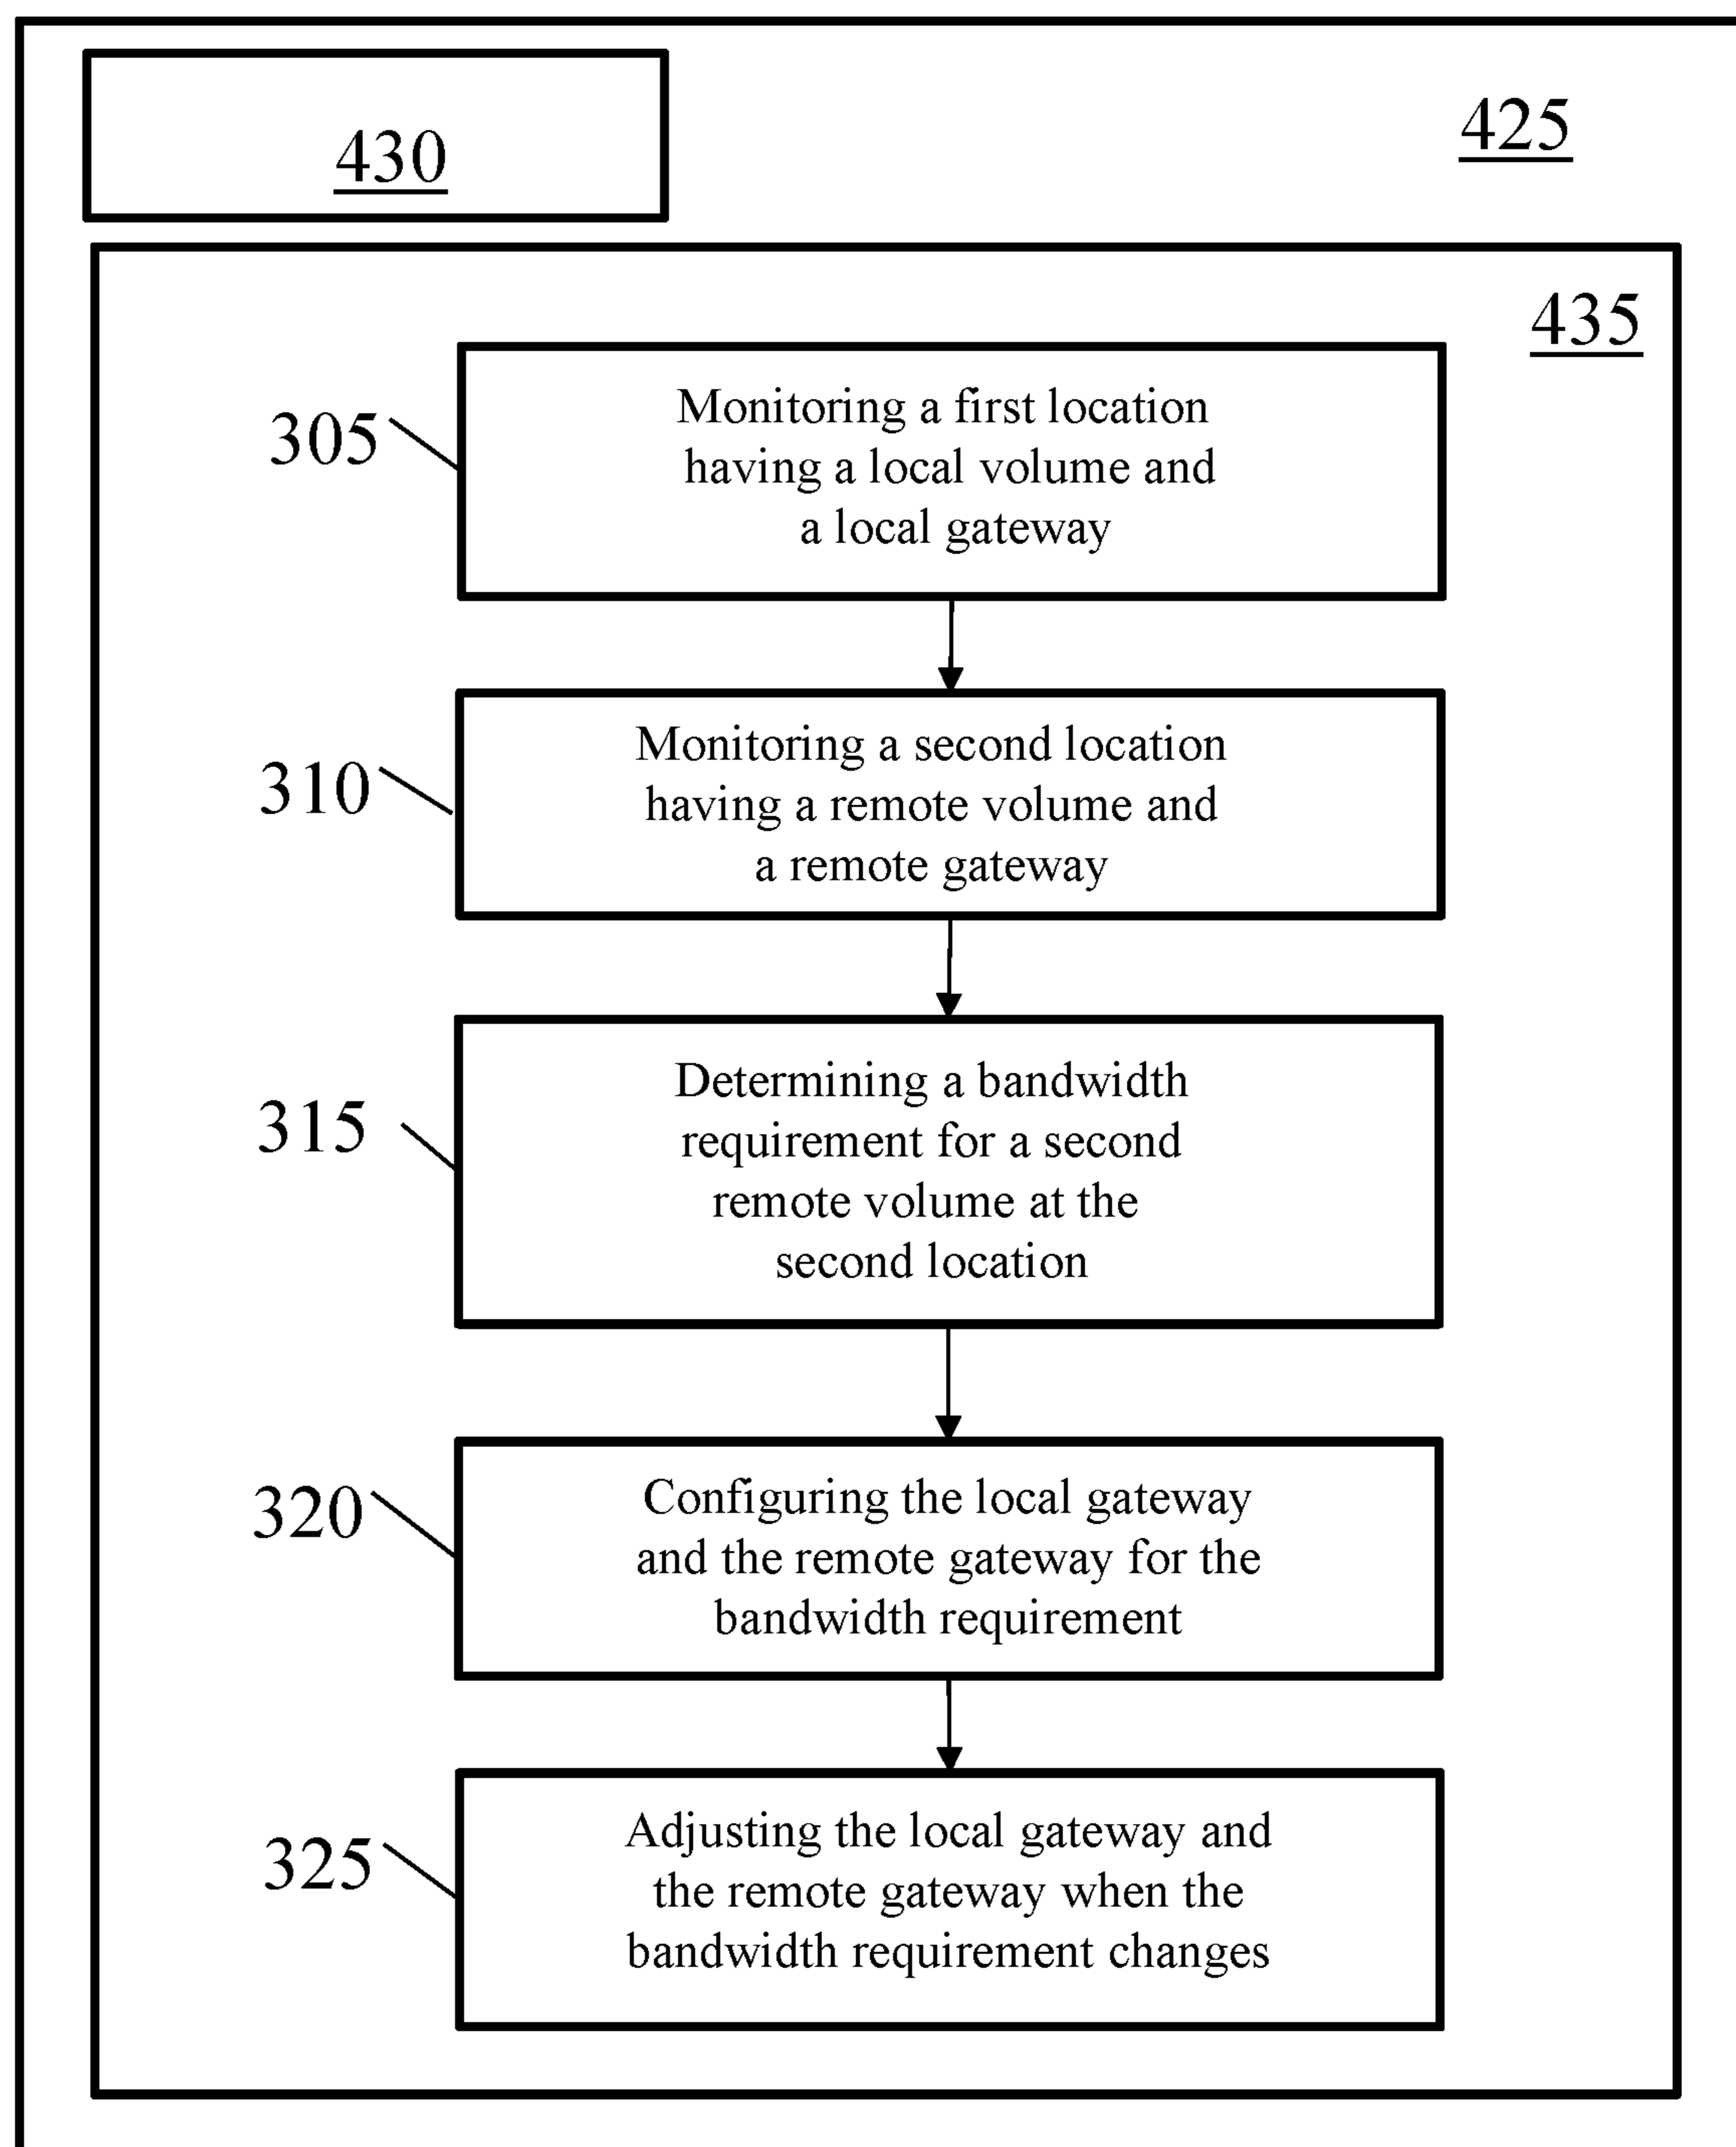 430
425
435
305
Monitoring a first location
having a local volume and
a local gateway
310
Monitoring a second location
having a remote volume and
a remote gateway
315
Determining a bandwidth
requirement for a second
remote volume at the
second location
320
Configuring the local gateway
and the remote gateway for the
bandwidth requirement
325
Adjusting the local gateway and
the remote gateway when the
bandwidth requirement changes